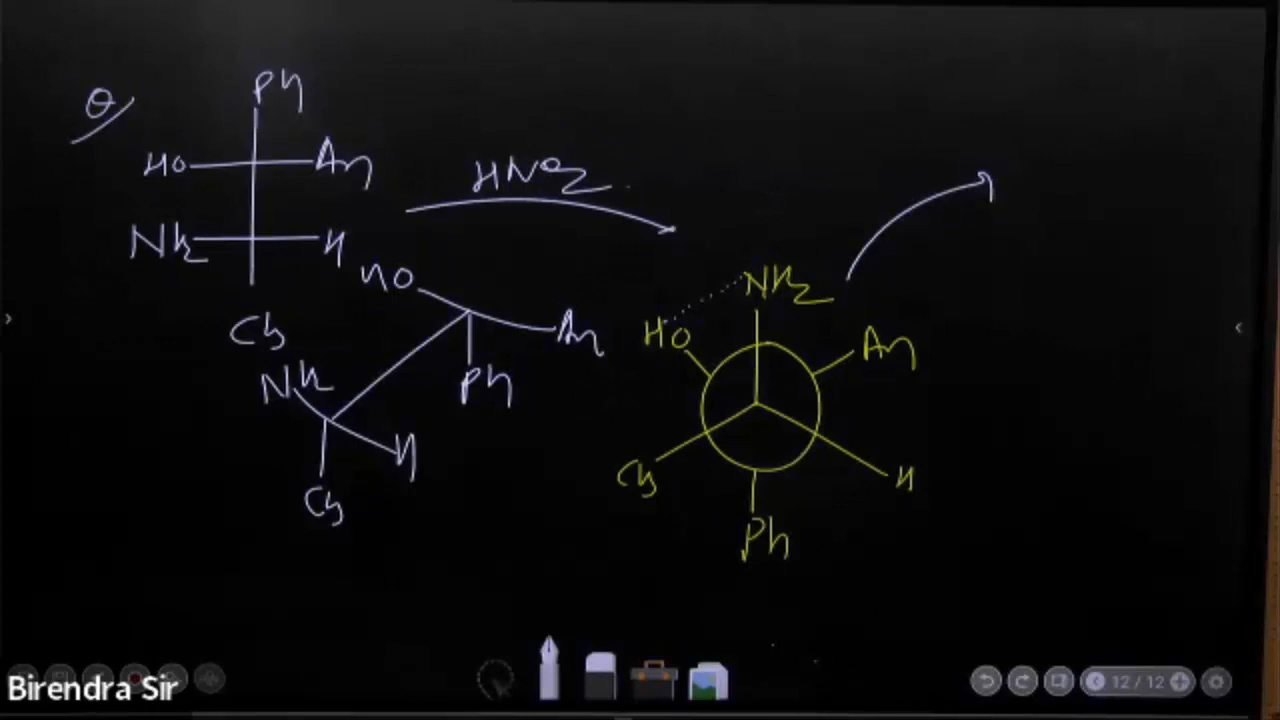 Q
Ph
HO An
HNO2
NH2 H
CH3
HO An
NH2 Ph
H
CH3
NH2
HO An
CH3 H
Ph
12 / 12
Birendra Sir